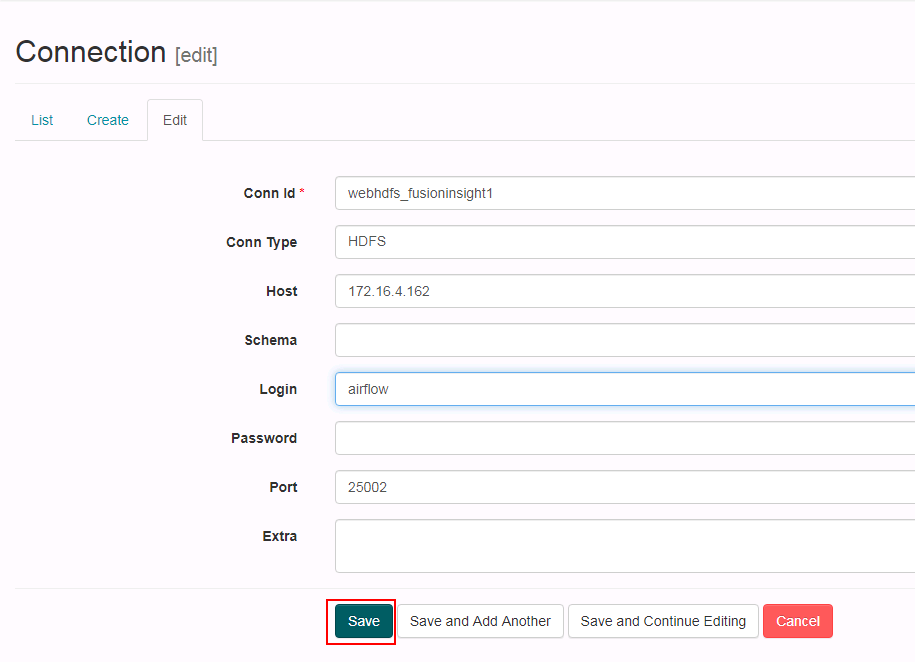 Connection [edit]
List Create Edit
Conn Id * webhdfs_fusioninsight1
Conn Type HDFS
Host 172.16.4.162
Schema
Login airflow
Password
Port 25002
Extra
Save Save and Add Another Save and Continue Editing Cancel